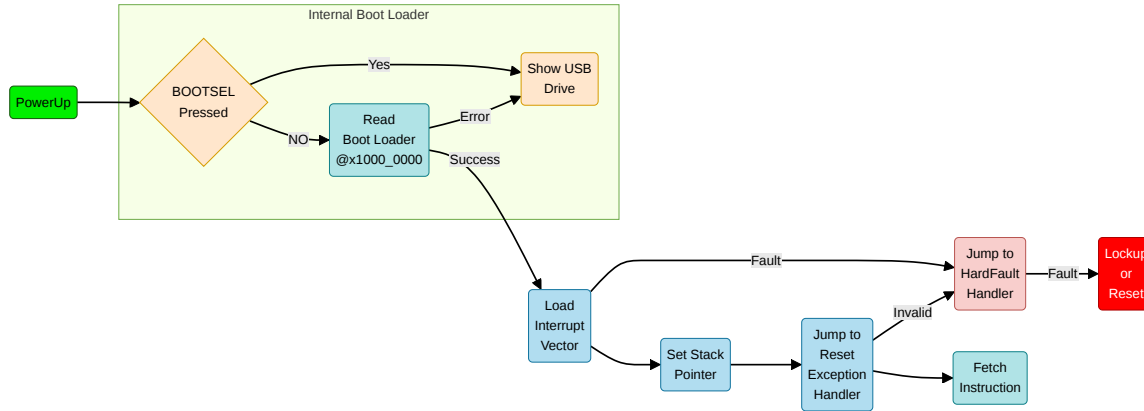 Internal Boot Loader
PowerUp
BOOTSEL
Pressed
Yes
NO
Read
Boot Loader
@x1000_0000
Error
Success
Show USB
Drive
Load
Interrupt
Vector
Fault
Set Stack
Pointer
Jump to
Reset
Exception
Handler
Invalid
Jump to
HardFault
Handler
Fault
Lockup
or
Reset
Fetch
Instruction